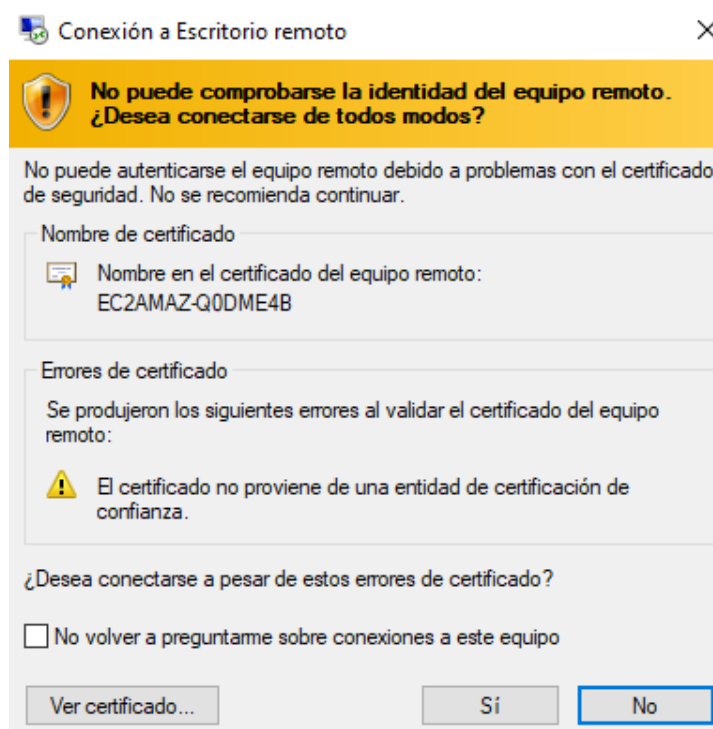 Conexión a Escritorio remoto
No puede comprobarse la identidad del equipo remoto.
¿Desea conectarse de todos modos?
No puede autenticarse el equipo remoto debido a problemas con el certificado
de seguridad. No se recomienda continuar.
Nombre de certificado
Nombre en el certificado del equipo remoto:
EC2AMAZ-Q0DME4B
Errores de certificado
Se produjeron los siguientes errores al validar el certificado del equipo
remoto:
El certificado no proviene de una entidad de certificación de
confianza.
¿Desea conectarse a pesar de estos errores de certificado?
No volver a preguntarme sobre conexiones a este equipo
Ver certificado... Sí No